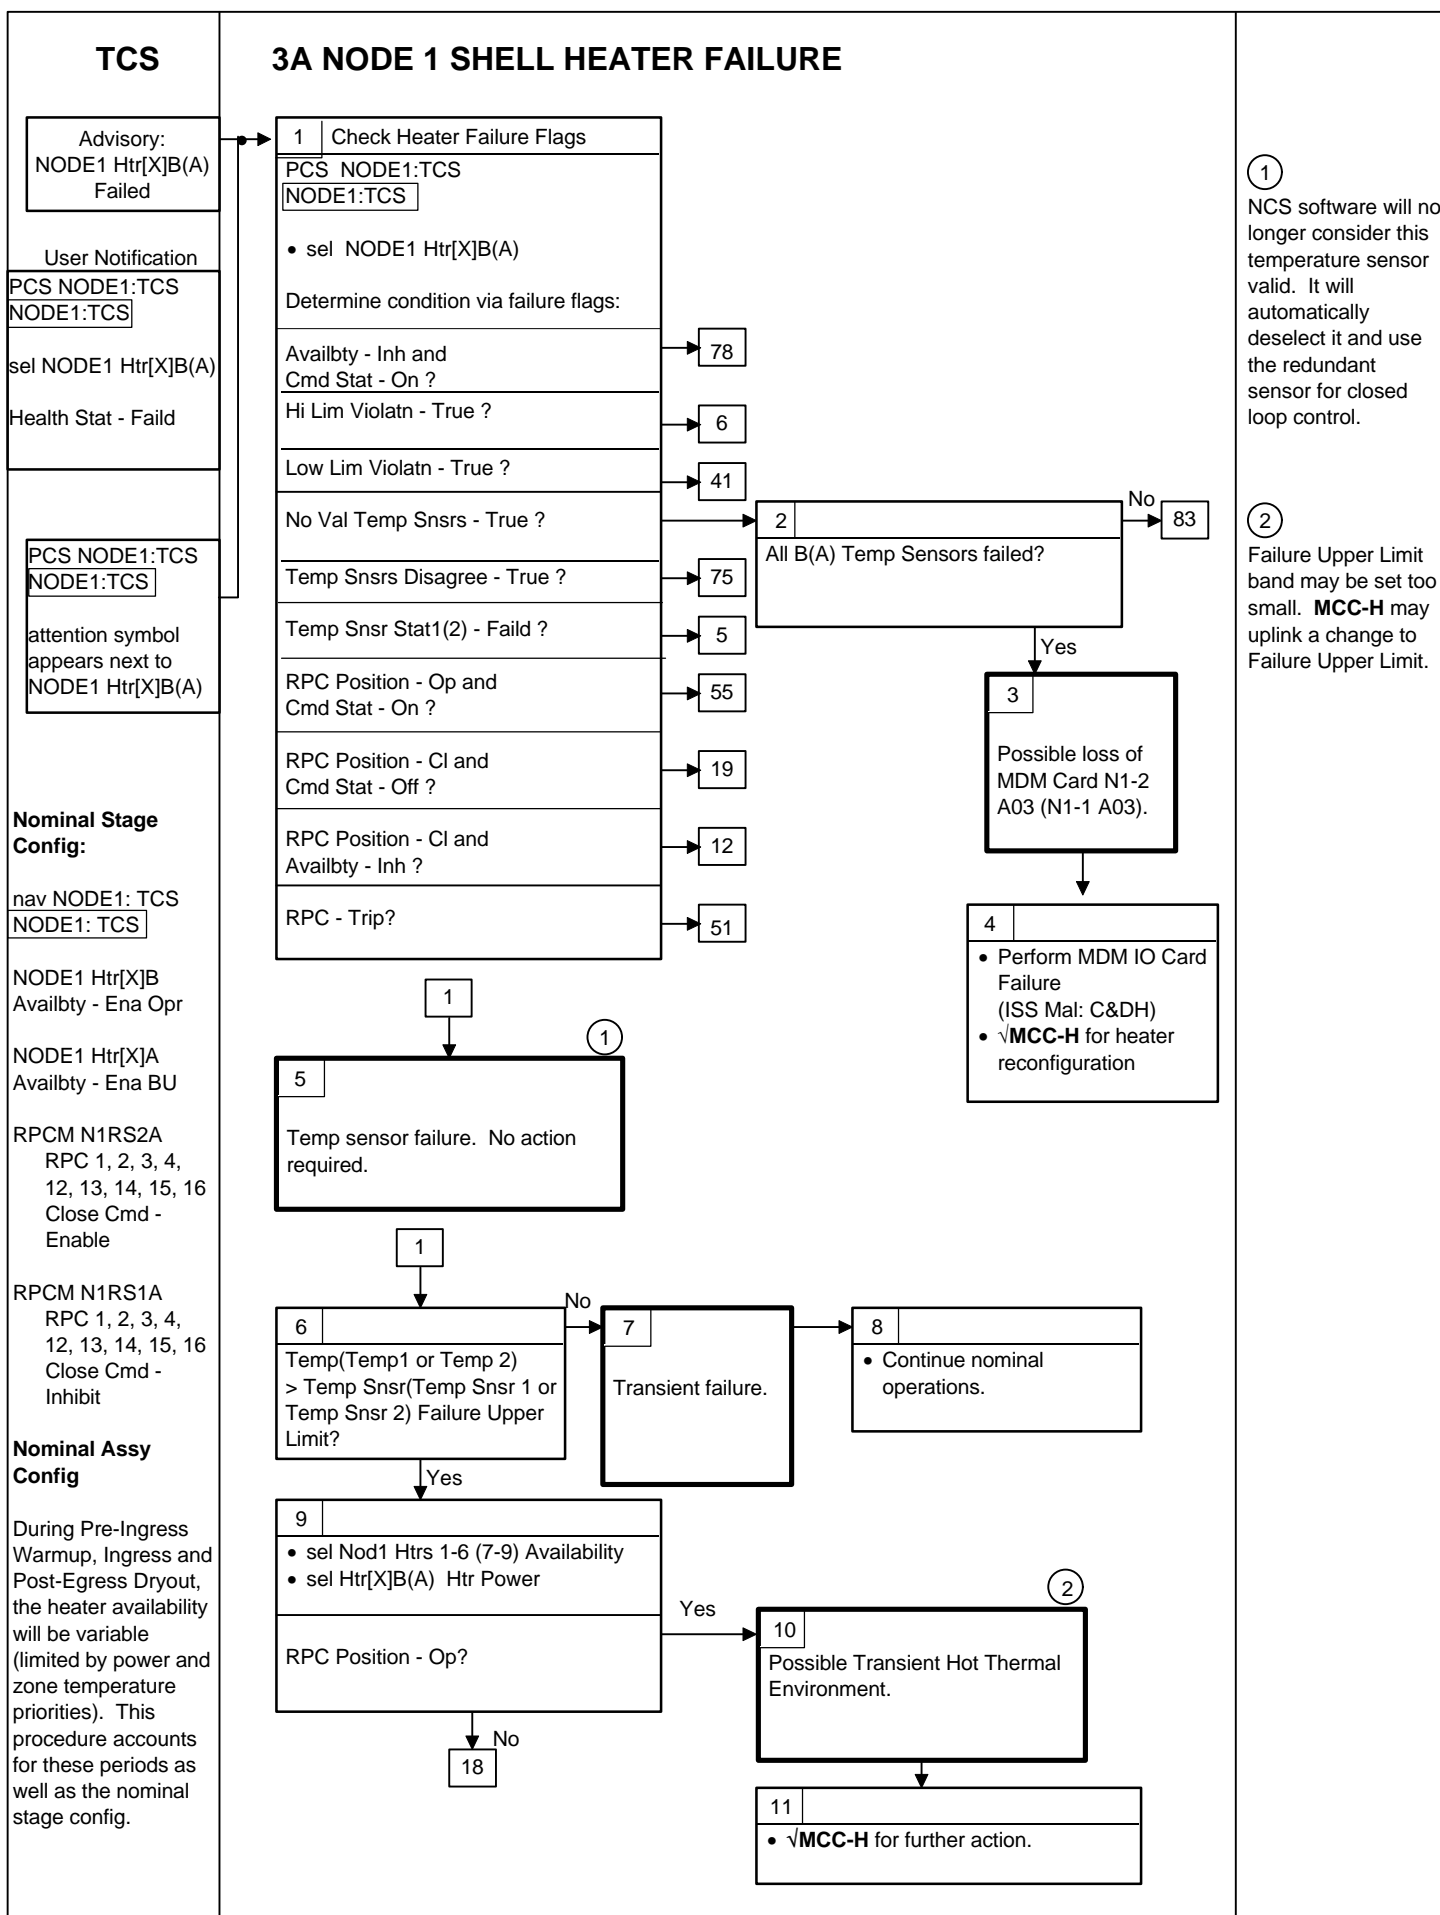 TCS
3A NODE 1 SHELL HEATER FAILURE
Advisory:
NODE1 Htr[X]B(A)
Failed
User Notification
PCS NODE1:TCS
NODE1:TCS
sel NODE1 Htr[X]B(A)
Health Stat - Faild
PCS NODE1:TCS
NODE1:TCS
attention symbol
appears next to
NODE1 Htr[X]B(A)
Nominal Stage
Config:
nav NODE1: TCS
NODE1: TCS
NODE1 Htr[X]B
Availbty - Ena Opr
NODE1 Htr[X]A
Availbty - Ena BU
RPCM N1RS2A
RPC 1, 2, 3, 4,
12, 13, 14, 15, 16
Close Cmd -
Enable
RPCM N1RS1A
RPC 1, 2, 3, 4,
12, 13, 14, 15, 16
Close Cmd -
Inhibit
Nominal Assy
Config
During Pre-Ingress
Warmup, Ingress and
Post-Egress Dryout,
the heater availability
will be variable
(limited by power and
zone temperature
priorities).  This
procedure accounts
for these periods as
well as the nominal
stage config.
1 Check Heater Failure Flags
PCS  NODE1:TCS
NODE1:TCS
• sel  NODE1 Htr[X]B(A)
Determine condition via failure flags:
Availbty - Inh and
Cmd Stat - On ?
78
Hi Lim Violatn - True ?
6
Low Lim Violatn - True ?
41
No Val Temp Snsrs - True ?
Temp Snsrs Disagree - True ?
75
Temp Snsr Stat1(2) - Faild ?
5
RPC Position - Op and
Cmd Stat - On ?
55
RPC Position - Cl and
Cmd Stat - Off ?
19
RPC Position - Cl and
Availbty - Inh ?
12
RPC - Trip?
51
2
All B(A) Temp Sensors failed?
No
83
Yes
3
Possible loss of
MDM Card N1-2
A03 (N1-1 A03).
4
• Perform MDM IO Card
Failure
(ISS Mal: C&DH)
• √MCC-H for heater
reconfiguration
1
1
5
Temp sensor failure.  No action
required.
1
6
Temp(Temp1 or Temp 2)
> Temp Snsr(Temp Snsr 1 or
Temp Snsr 2) Failure Upper
Limit?
No
7
Transient failure.
8
• Continue nominal
operations.
Yes
9
• sel Nod1 Htrs 1-6 (7-9) Availability
• sel Htr[X]B(A)  Htr Power
RPC Position - Op?
Yes
No
18
2
10
Possible Transient Hot Thermal
Environment.
11
• √MCC-H for further action.
1
NCS software will no
longer consider this
temperature sensor
valid.  It will
automatically
deselect it and use
the redundant
sensor for closed
loop control.
2
Failure Upper Limit
band may be set too
small.  MCC-H may
uplink a change to
Failure Upper Limit.